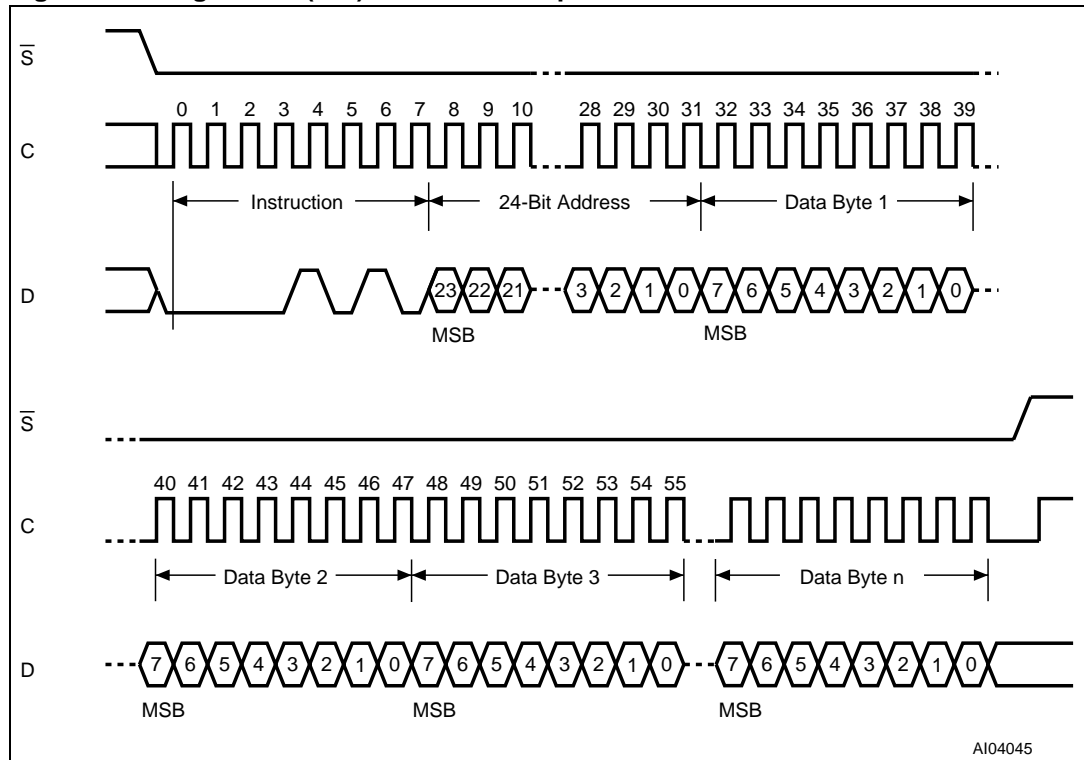 S
0 1 2 3 4 5 6 7 8 9 10 28 29 30 31 32 33 34 35 36 37 38 39
C
Instruction 24-Bit Address Data Byte 1
D 23 22 21 3 2 1 0 7 6 5 4 3 2 1 0
MSB MSB
S
40 41 42 43 44 45 46 47 48 49 50 51 52 53 54 55
C
Data Byte 2 Data Byte 3 Data Byte n
D 7 6 5 4 3 2 1 0 7 6 5 4 3 2 1 0 7 6 5 4 3 2 1 0
MSB MSB MSB
AI04045